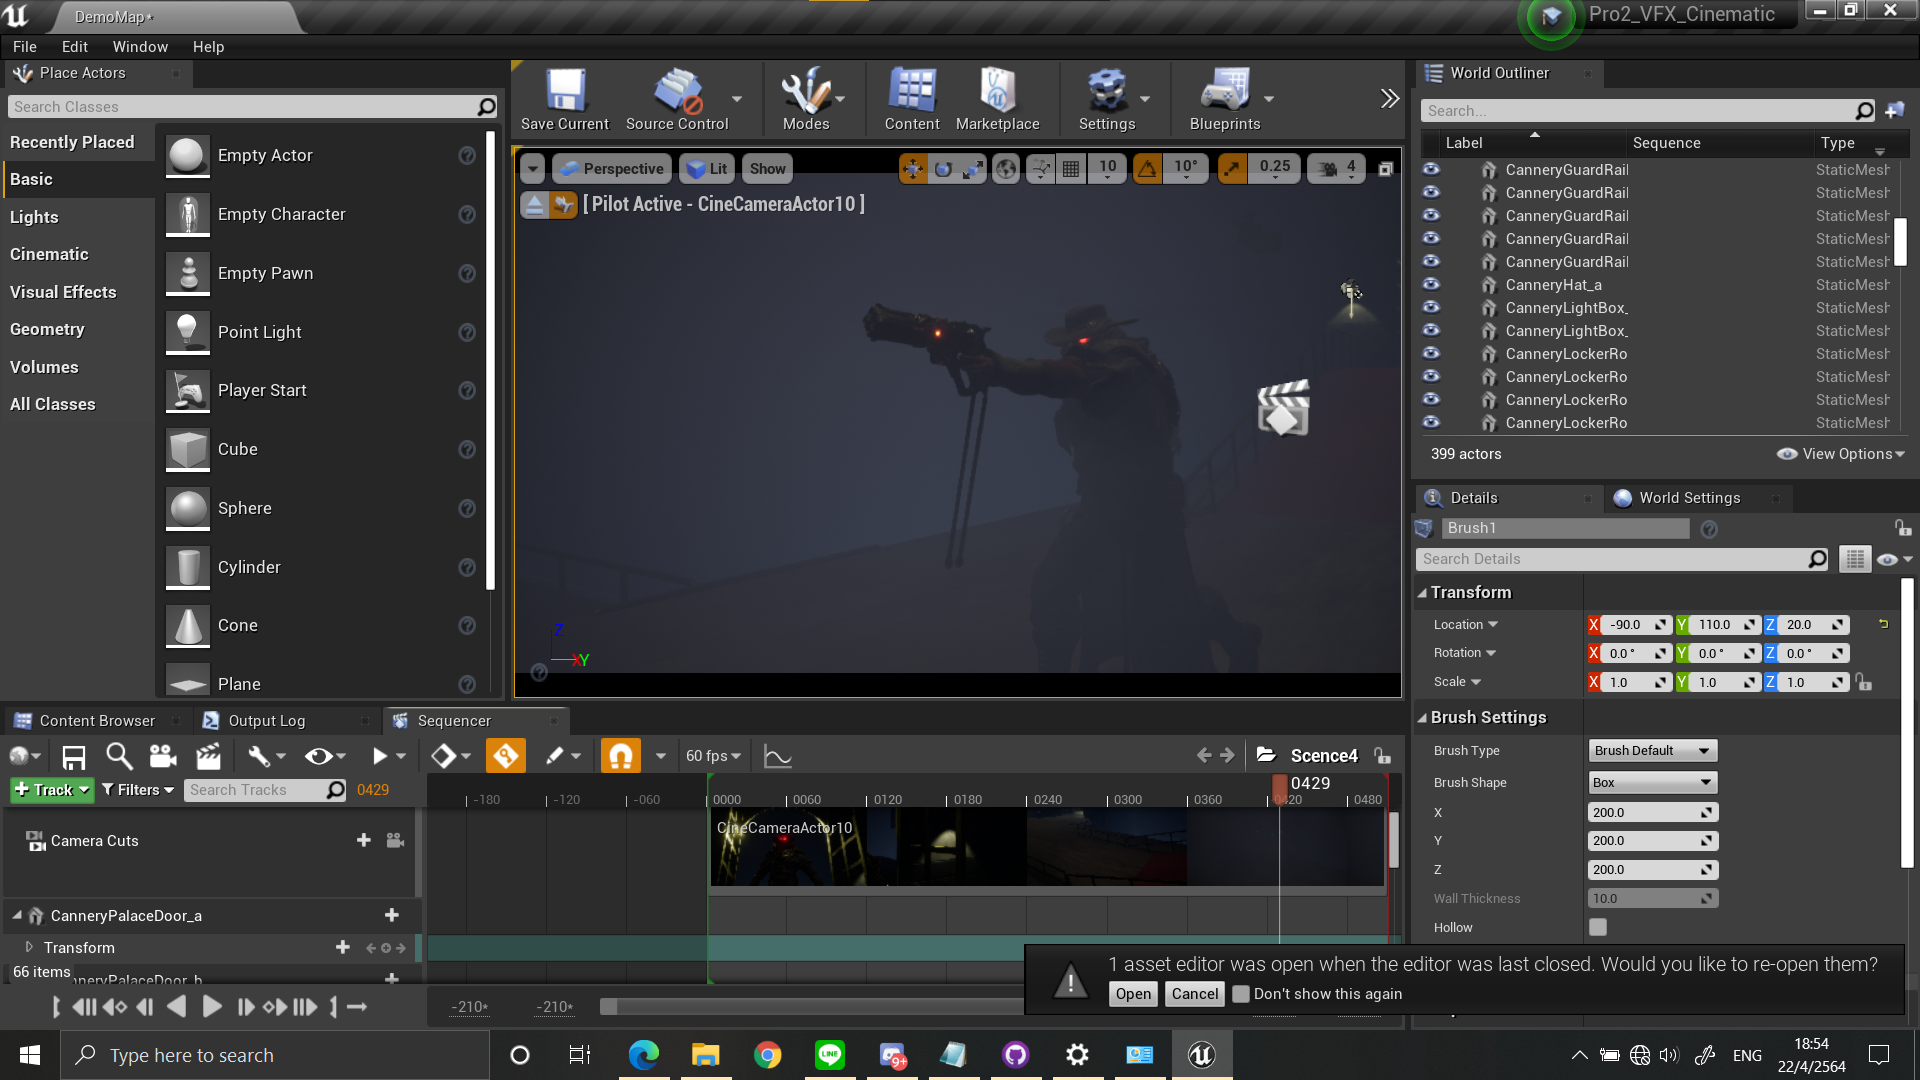 DemoMap*
Pro2_VFX_Cinematic
File Edit Window Help
Place Actors
Search Classes
Recently Placed
Basic
Lights
Cinematic
Visual Effects
Geometry
Volumes
All Classes
Empty Actor
Empty Character
Empty Pawn
Point Light
Player Start
Cube
Sphere
Cylinder
Cone
Plane
Save Current
Source Control
Modes
Content
Marketplace
Settings
Blueprints
Perspective
Lit
Show
10
10°
0.25
4
[ Pilot Active - CineCameraActor10 ]
Z
X
Y
World Outliner
Search...
Label Sequence Type
CanneryGuardRail StaticMesh
CanneryGuardRail StaticMesh
CanneryGuardRail StaticMesh
CanneryGuardRail StaticMesh
CanneryGuardRail StaticMesh
CanneryHat_a StaticMesh
CanneryLightBox_ StaticMesh
CanneryLightBox_ StaticMesh
CanneryLockerRo StaticMesh
CanneryLockerRo StaticMesh
CanneryLockerRo StaticMesh
CanneryLockerRo StaticMesh
399 actors
View Options
Details
World Settings
Brush1
Search Details
Transform
Location X -90.0 Y 110.0 Z 20.0
Rotation X 0.0 ° Y 0.0 ° Z 0.0 °
Scale X 1.0 Y 1.0 Z 1.0
Brush Settings
Brush Type Brush Default
Brush Shape Box
X 200.0
Y 200.0
Z 200.0
Wall Thickness 10.0
Hollow
Content Browser
Output Log
Sequencer
60 fps
Scence4
Track
Filters
Search Tracks
0429
-180 -120 -060 0000 0060 0120 0180 0240 0300 0360 0420 0480
0429
CineCameraActor10
Camera Cuts
CanneryPalaceDoor_a
Transform
66 items
-210*
-210*
1 asset editor was open when the editor was last closed. Would you like to re-open them?
Open
Cancel
Don't show this again
Type here to search
LINE
9+
ENG
18:54
22/4/2564